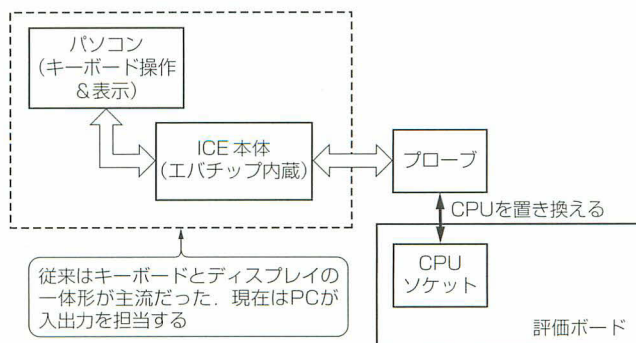 パソコン
(キーボード操作
&表示)
ICE本体
(エバチップ内蔵)
プローブ
CPUを置き換える
CPU
ソケット
評価ボード
従来はキーボードとディスプレイの
一体形が主流だった．現在はPCが
入出力を担当する